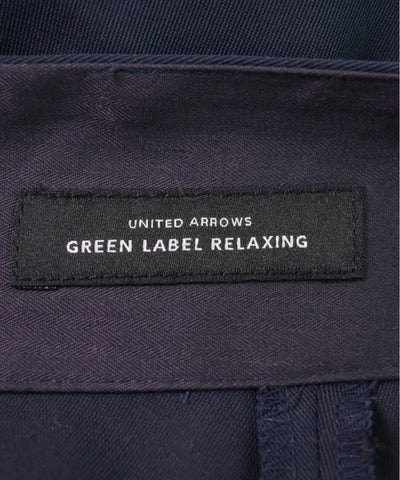 UNITED ARROWS
GREEN LABEL RELAXING